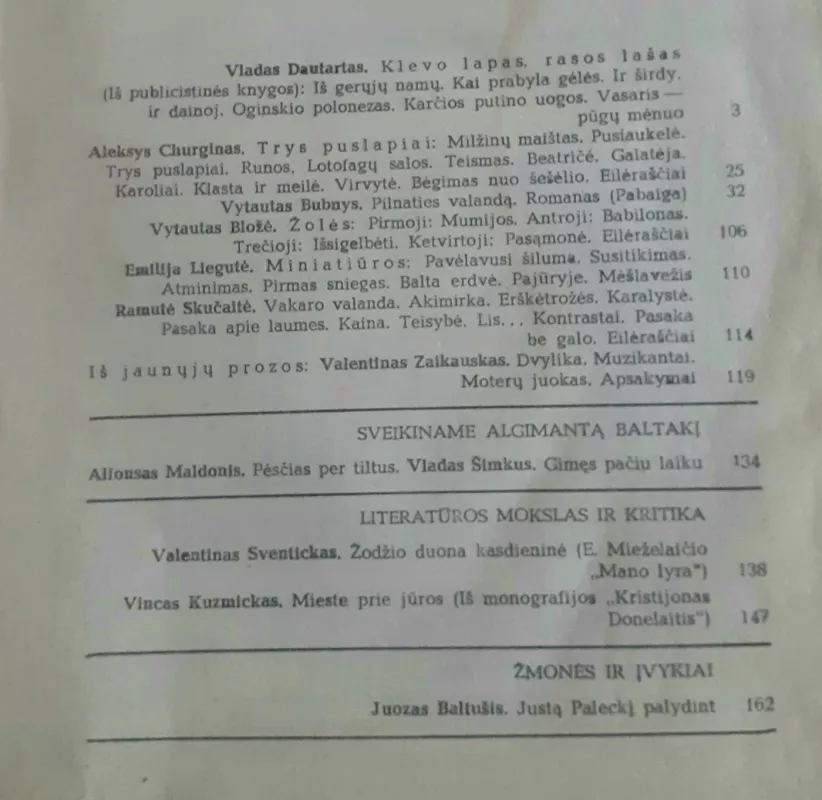 Vladas Dautartas. Klevo lapas, rasos lašas
(Iš publicistinės knygos): Iš gerųjų namų. Kai prabyla gėlės. Ir širdy,
ir dainoj. Oginskio polonezas. Karčios putino uogos. Vasaris —
pūgų mėnuo 3
Aleksys Churginas. Trys puslapiai: Milžinų maištas. Pusiaukelė.
Trys puslapiai. Runos. Lotofagų salos. Teismas. Beatričė. Galatėja.
Karoliai. Klasta ir meilė. Virvytė. Bėgimas nuo šešėlio. Eilėraščiai 25
Vytautas Bubnys. Pilnaties valandą. Romanas (Pabaiga) 32
Vytautas Bložė. Žolės: Pirmoji: Mumijos. Antroji: Babilonas.
Trečioji: Išsigelbėti. Ketvirtoji: Pasąmonė. Eilėraščiai 106
Emilija Liegutė. Miniatiūros: Pavėlavusi šiluma. Susitikimas.
Atminimas. Pirmas sniegas. Balta erdvė. Pajūryje. Mėšlavežis 110
Ramutė Skučaitė. Vakaro valanda. Akimirka. Erškėtrožės. Karalystė.
Pasaka apie laumes. Kaina. Teisybė. Lis... Kontrastai. Pasaka
be galo. Eilėraščiai 114
Iš jaunųjų prozos: Valentinas Zaikauskas. Dvylika. Muzikantai.
Moterų juokas. Apsakymai 119
SVEIKINAME ALGIMANTĄ BALTAKĮ
Alfonsas Maldonis. Pėsčias per tiltus. Vladas Šimkus. Gimęs pačiu laiku 134
LITERATŪROS MOKSLAS IR KRITIKA
Valentinas Sventickas. Žodžio duona kasdieninė (E. Mieželaičio
„Mano lyra") 138
Vincas Kuzmickas. Mieste prie jūros (Iš monografijos „Kristijonas
Donelaitis") 147
ŽMONĖS IR ĮVYKIAI
Juozas Baltušis. Justą Paleckį palydint 162